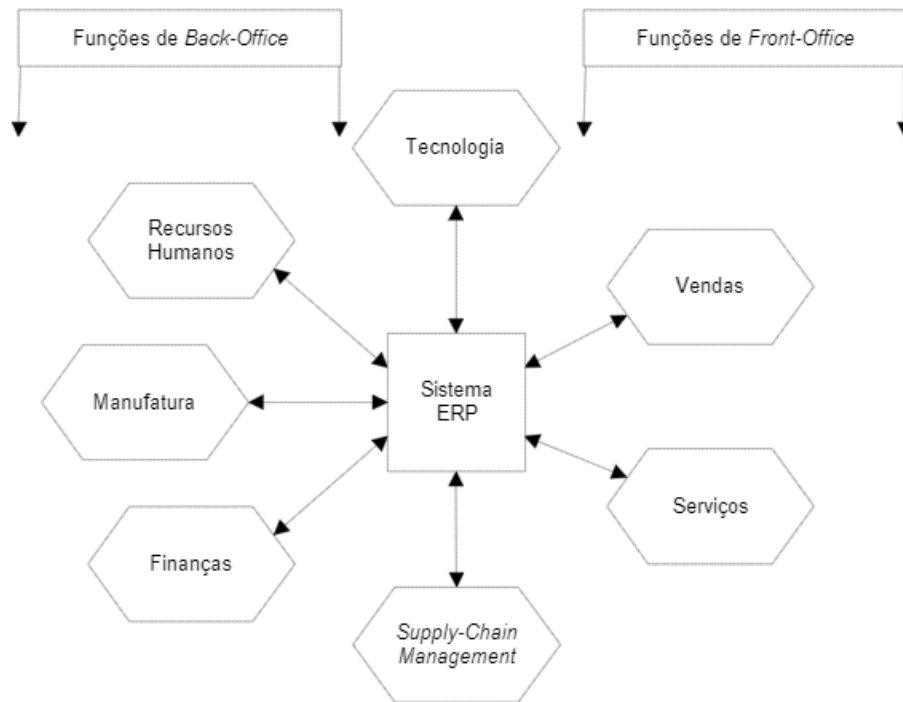 Funções de Back-Office
Funções de Front-Office
Tecnologia
Recursos
Humanos
Vendas
Manufatura
Sistema
ERP
Serviços
Finanças
Supply-Chain
Management